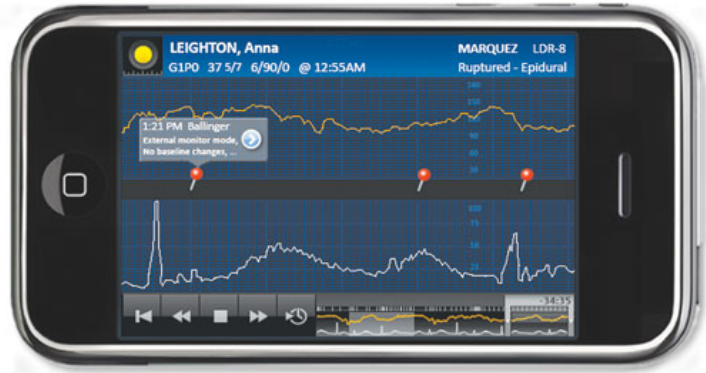 LEIGHTON, Anna
MARQUEZ LDR-8
G1P0 37 5/7 6/90/0 @ 12:55AM
Ruptured - Epidural
1:21 PM Ballinger
External monitor mode,
No baseline changes, ...
90
60
30
100
75
50
25
-34:35